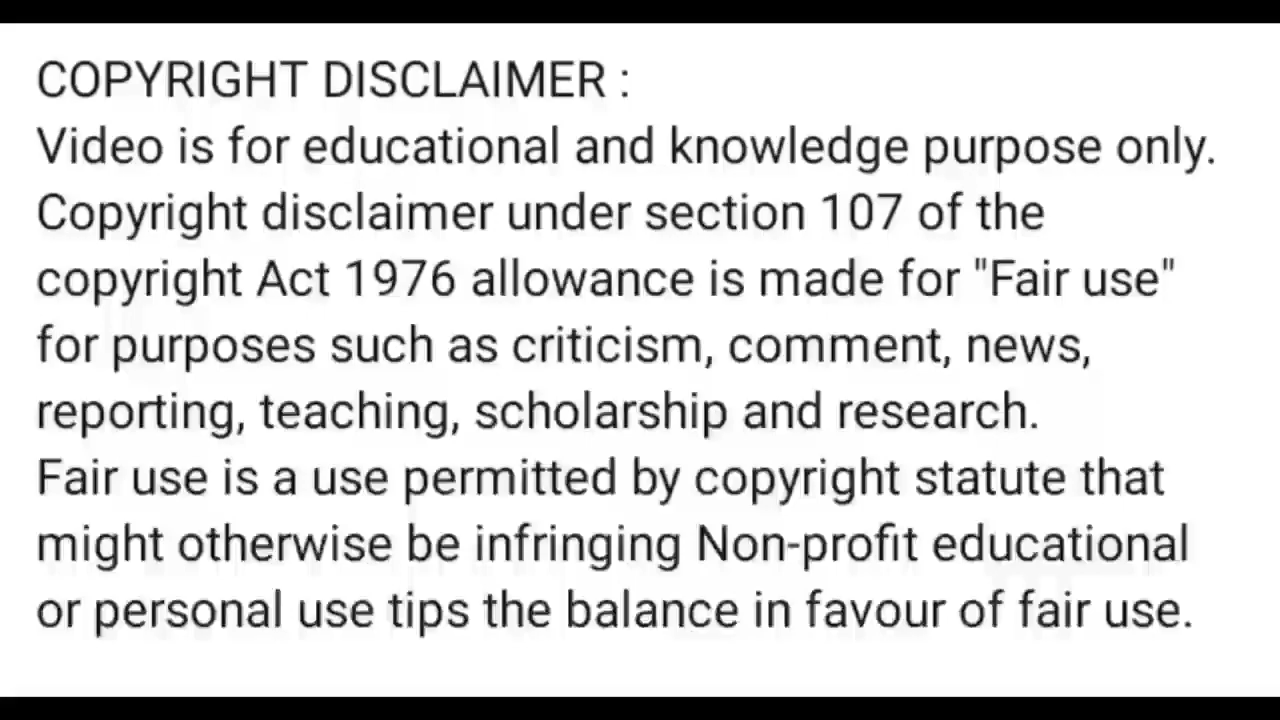 COPYRIGHT DISCLAIMER :
Video is for educational and knowledge purpose only.
Copyright disclaimer under section 107 of the
copyright Act 1976 allowance is made for "Fair use"
for purposes such as criticism, comment, news,
reporting, teaching, scholarship and research.
Fair use is a use permitted by copyright statute that
might otherwise be infringing Non-profit educational
or personal use tips the balance in favour of fair use.